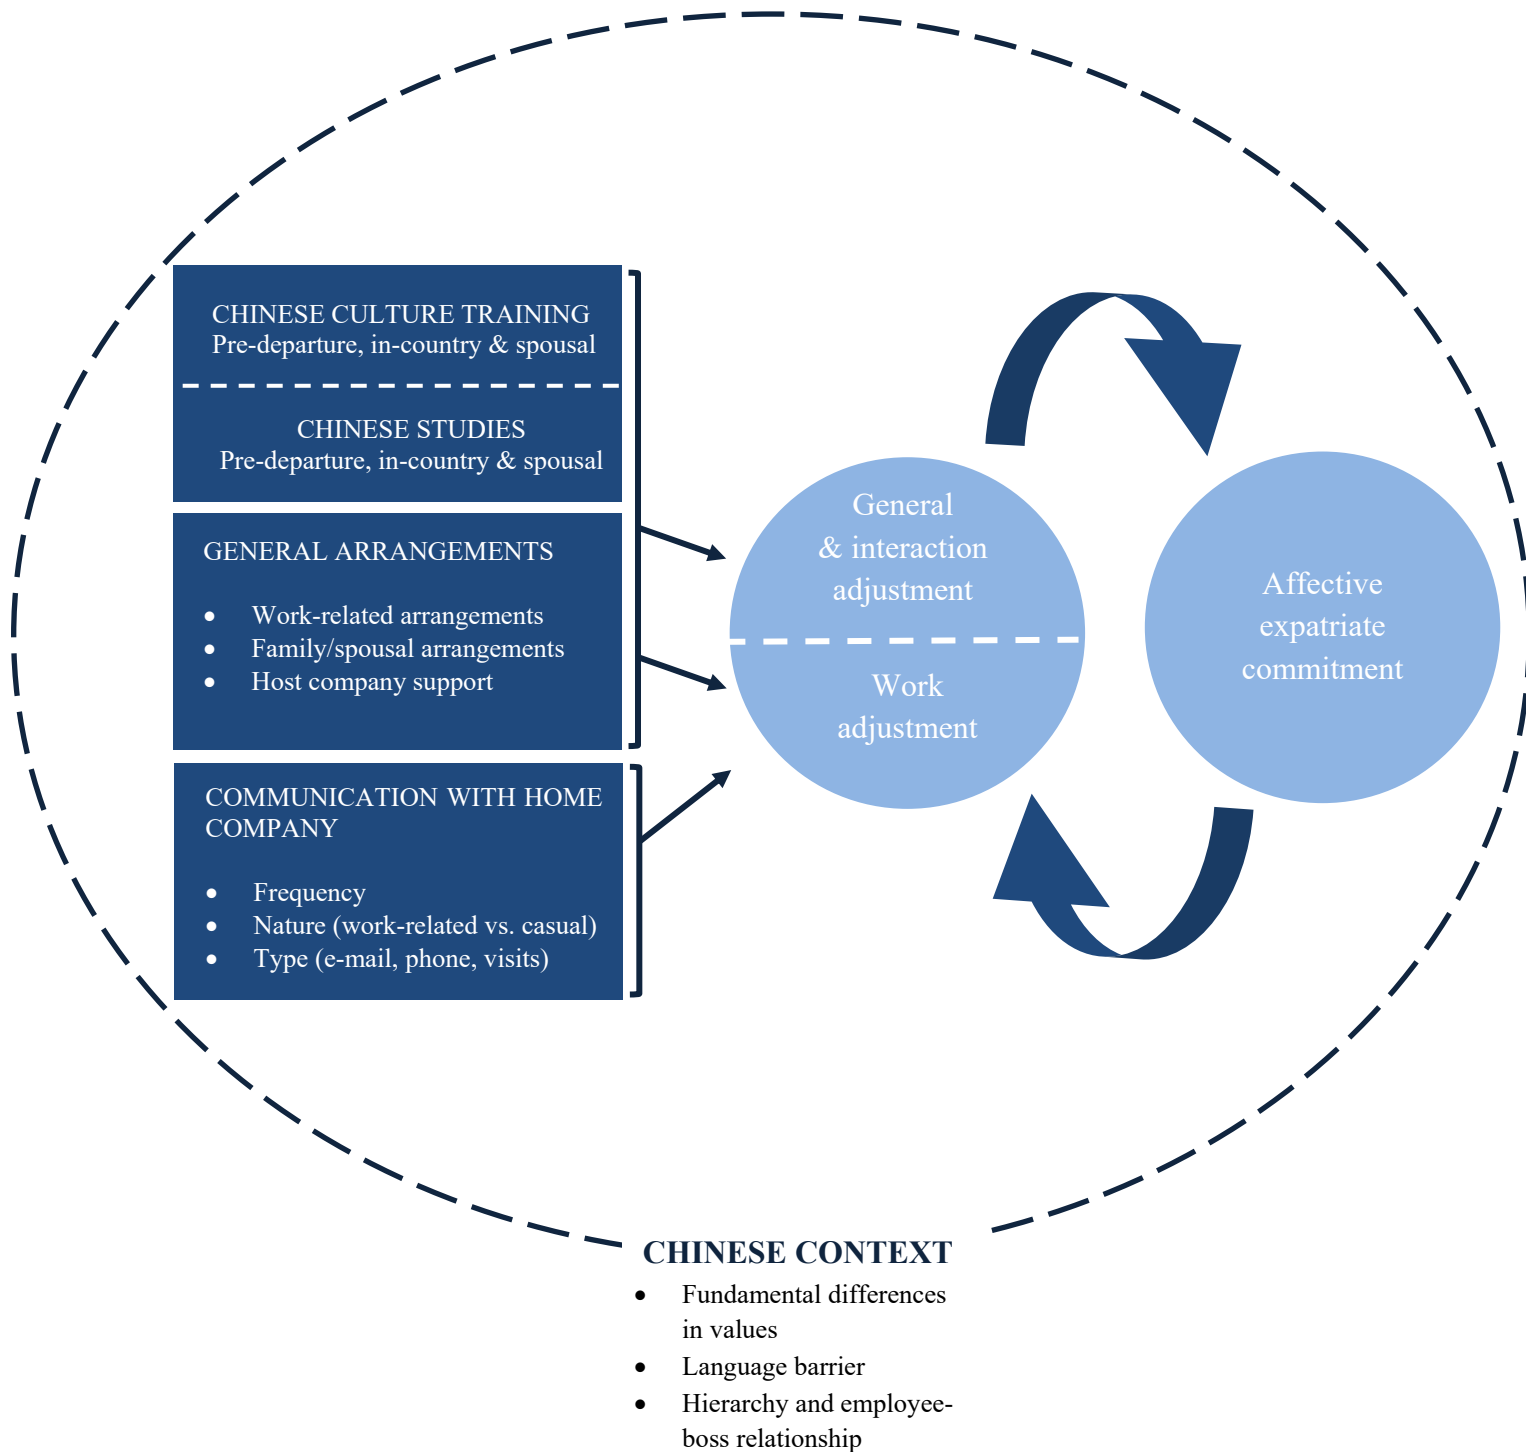 CHINESE CULTURE TRAINING
Pre-departure, in-country & spousal
CHINESE STUDIES
Pre-departure, in-country & spousal
GENERAL ARRANGEMENTS
• Work-related arrangements
• Family/spousal arrangements
• Host company support
COMMUNICATION WITH HOME
COMPANY
• Frequency
• Nature (work-related vs. casual)
• Type (e-mail, phone, visits)
General
& interaction
adjustment
Work
adjustment
Affective
expatriate
commitment
CHINESE CONTEXT
• Fundamental differences
in values
• Language barrier
• Hierarchy and employee-
boss relationship